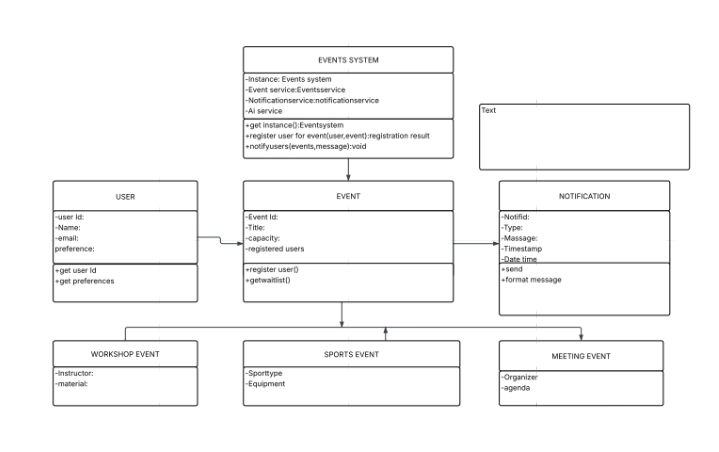 EVENTS SYSTEM
-Instance: Events system
-Event service:Eventsservice
-Notificationservice:notificationservice
-Ai service
+get instance():Eventsystem
+register user for event(user,event):registration result
+notifyusers(events,message):void
Text
USER
-user Id:
-Name:
-email:
preference:
+get user Id
+get preferences
EVENT
-Event Id:
-Title:
-capacity:
-registered users
+register user()
+getwaitlist()
NOTIFICATION
-Notifid:
-Type:
-Massage:
-Timestamp
-Date time
+send
+format message
WORKSHOP EVENT
-Instructor:
-material:
SPORTS EVENT
-Sporttype
-Equipment
MEETING EVENT
-Organizer
-agenda